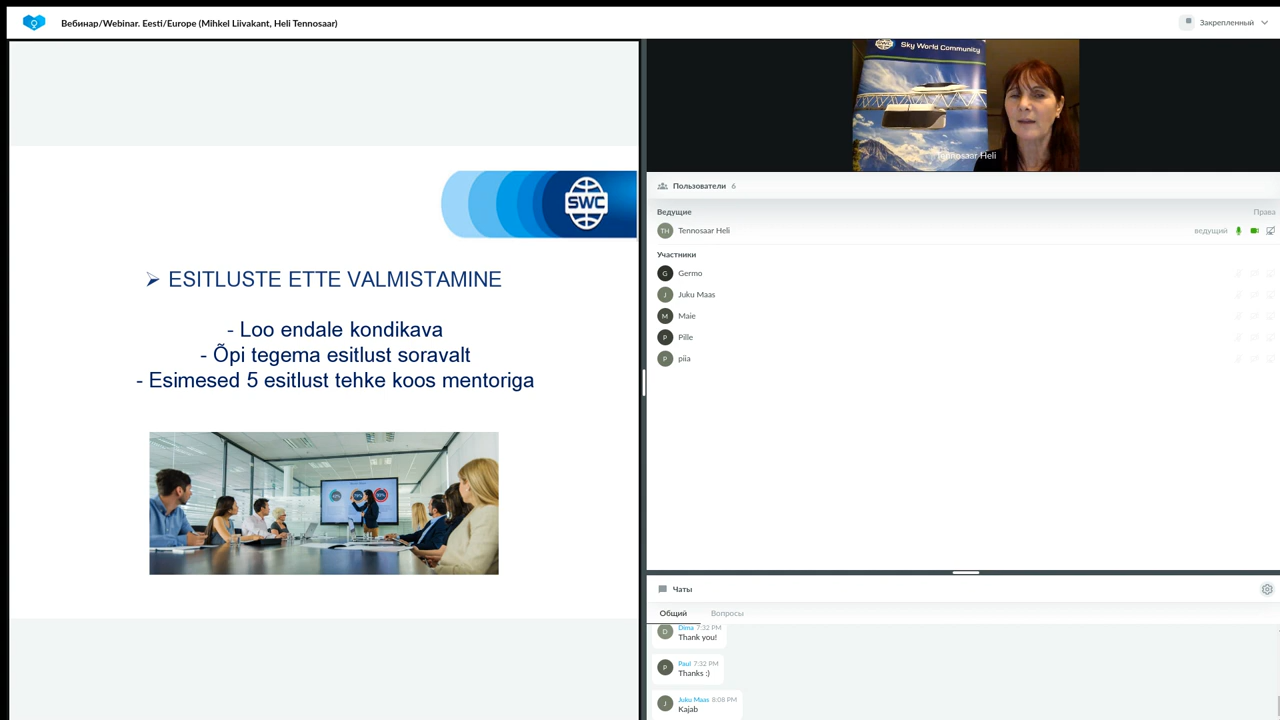 Вебинар/Webinar. Eesti/Europe (Mihkel Liivakant, Heli Tennosaar)
Закрепленный
SWC
➢ ESITLUSTE ETTE VALMISTAMINE
- Loo endale kondikava
- Õpi tegema esitlust soravalt
- Esimesed 5 esitlust tehke koos mentoriga
Sky World Community
Tennosaar Heli
Пользователи 6
Ведущие Права
TH Tennosaar Heli ведущий
Участники
G Germo
J Juku Maas
M Maie
P Pille
P piia
Чаты
Общий Вопросы
D Dima 7:32 PM
Thank you!
P Paul 7:32 PM
Thanks :)
J Juku Maas 8:08 PM
Kajab